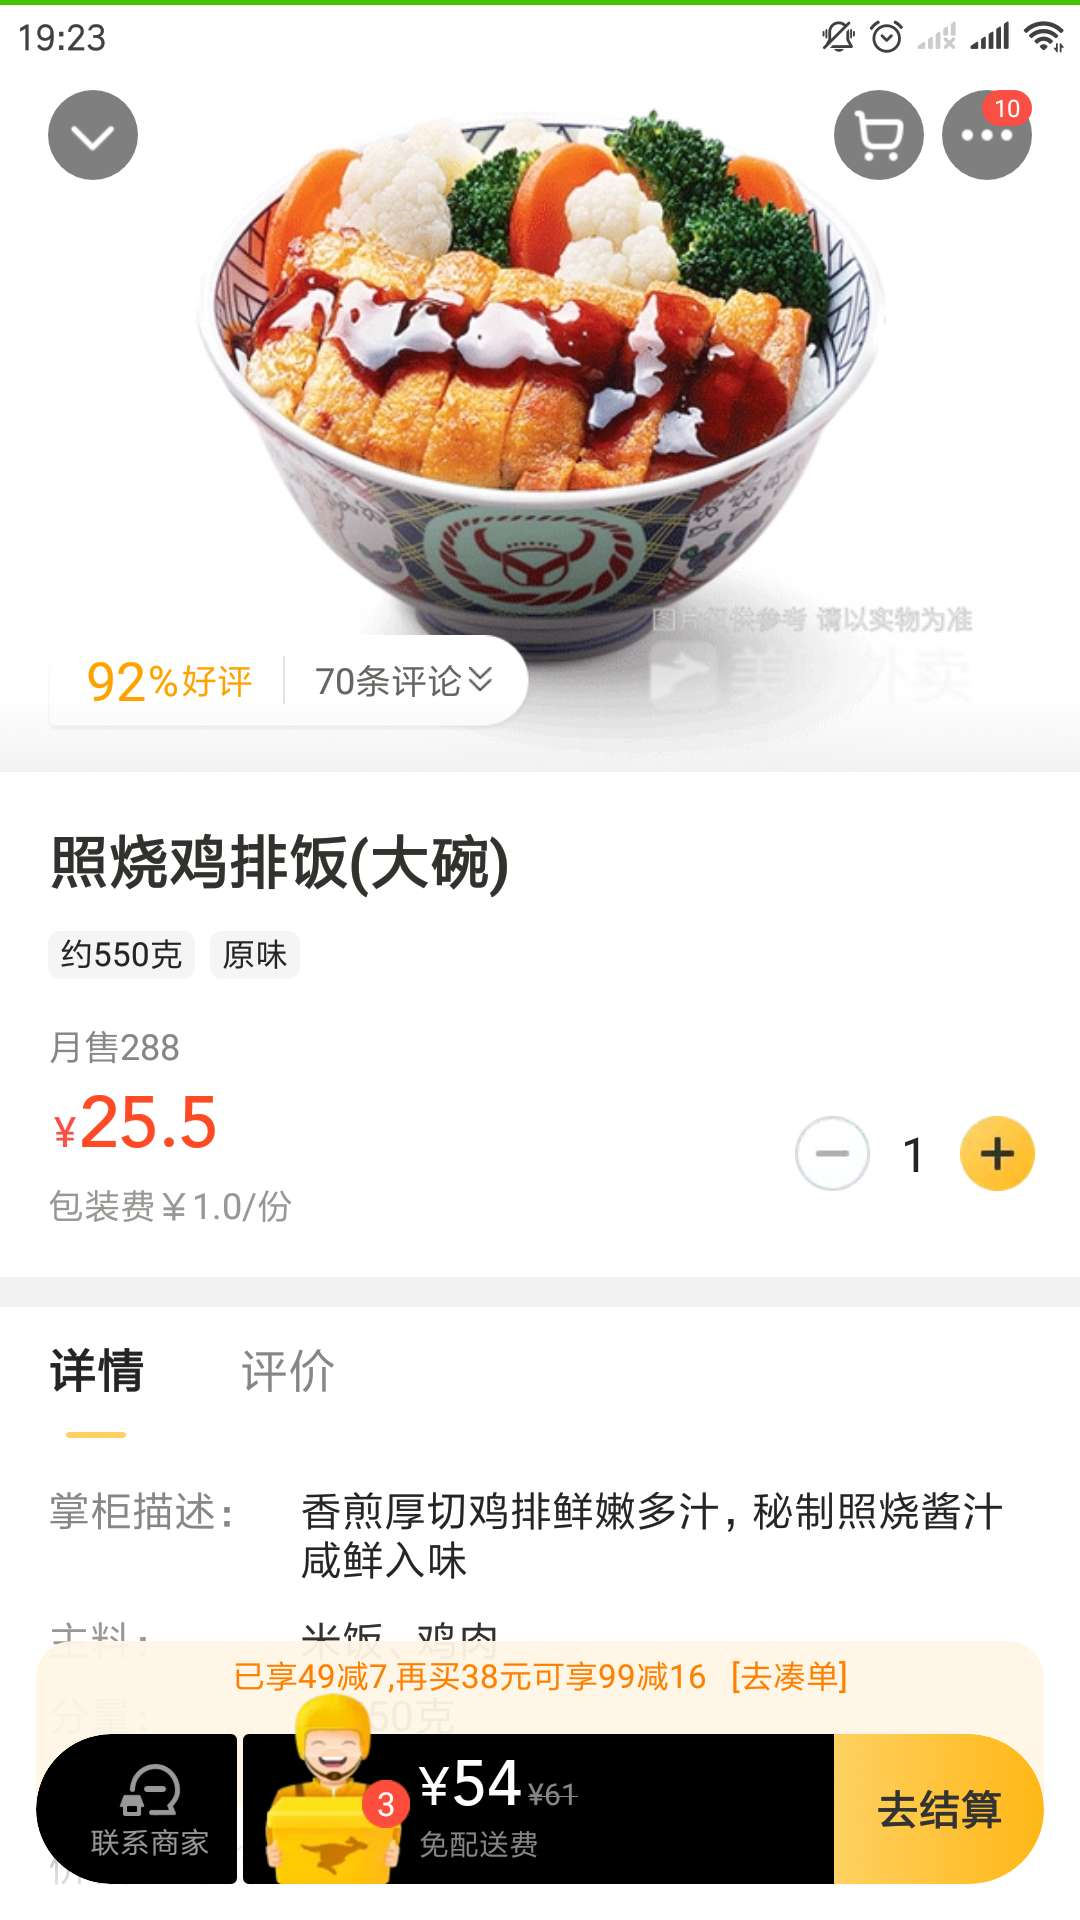 19:23
10
图片仅供参考 请以实物为准
美团外卖
92%好评
70条评论
照烧鸡排饭(大碗)
约550克 原味
月售288
¥25.5
1
包装费¥1.0/份
详情 评价
掌柜描述： 香煎厚切鸡排鲜嫩多汁，秘制照烧酱汁
咸鲜入味
主料： 米饭、鸡肉
已享49减7,再买38元可享99减16 [去凑单]
分量： 50克
¥54 ¥61
3
免配送费
联系商家
去结算